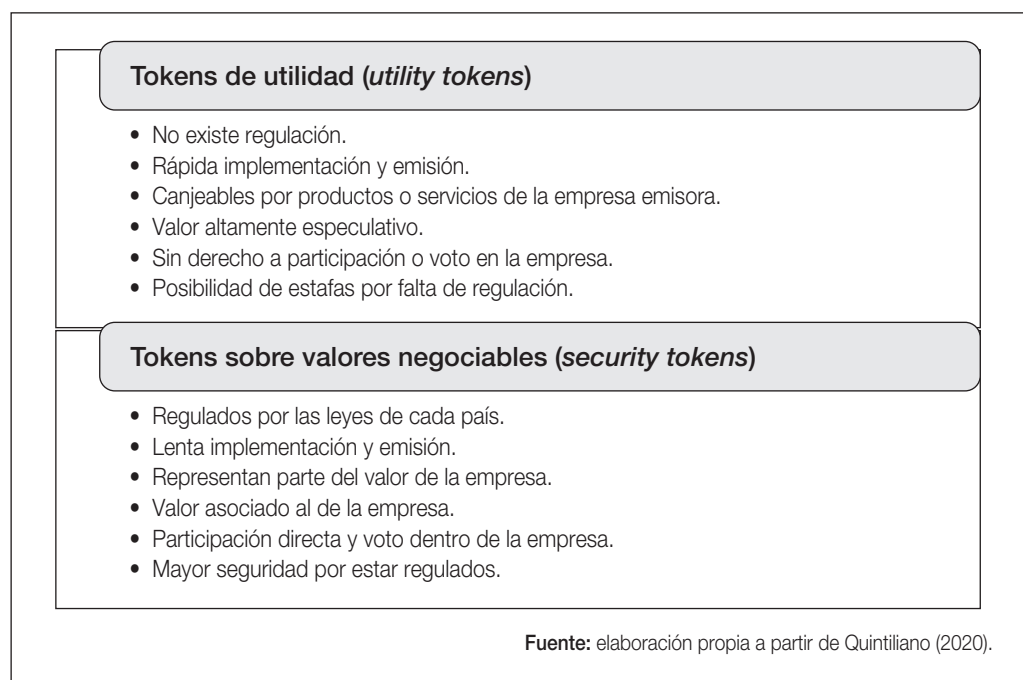 Tokens de utilidad (utility tokens)
• No existe regulación.
• Rápida implementación y emisión.
• Canjeables por productos o servicios de la empresa emisora.
• Valor altamente especulativo.
• Sin derecho a participación o voto en la empresa.
• Posibilidad de estafas por falta de regulación.
Tokens sobre valores negociables (security tokens)
• Regulados por las leyes de cada país.
• Lenta implementación y emisión.
• Representan parte del valor de la empresa.
• Valor asociado al de la empresa.
• Participación directa y voto dentro de la empresa.
• Mayor seguridad por estar regulados.
Fuente: elaboración propia a partir de Quintiliano (2020).